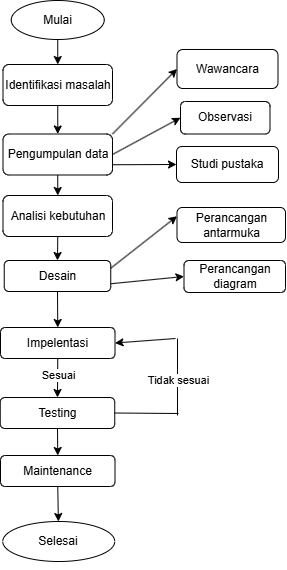 Mulai
Identifikasi masalah
Wawancara
Observasi
Pengumpulan data
Studi pustaka
Analisi kebutuhan
Perancangan
antarmuka
Desain
Perancangan
diagram
Impelentasi
Sesuai
Tidak sesuai
Testing
Maintenance
Selesai